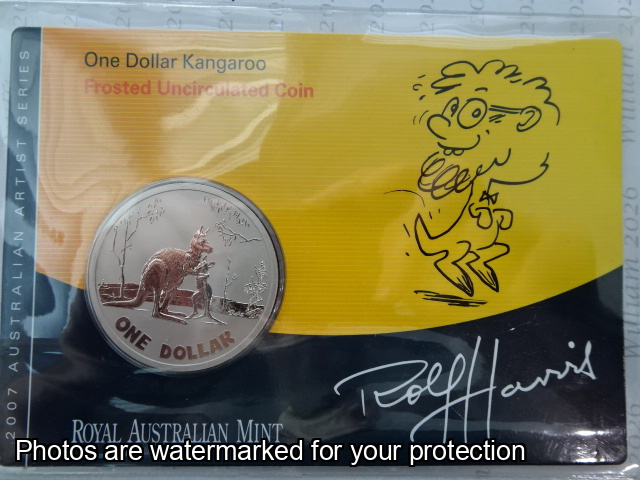 One Dollar Kangaroo
Frosted Uncirculated Coin
2007 AUSTRALIAN ARTIST SERIES
ONE DOLLAR
Rolf Harris
ROYAL AUSTRALIAN MINT
Photos are watermarked for your protection